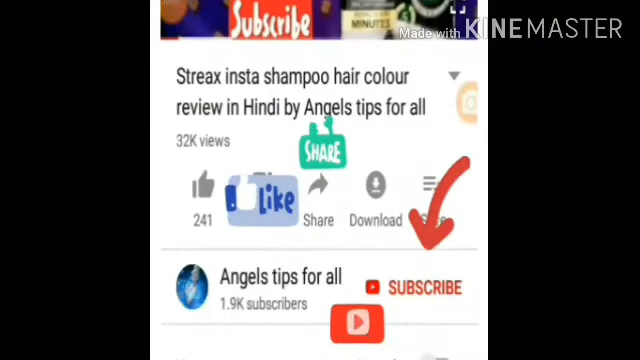 Subscribe
MINUTES
Made with KINEMASTER
Streax insta shampoo hair colour
review in Hindi by Angels tips for all
32K views
SHARE
Like
241
Share
Download
Angels tips for all
SUBSCRIBE
1.9K subscribers